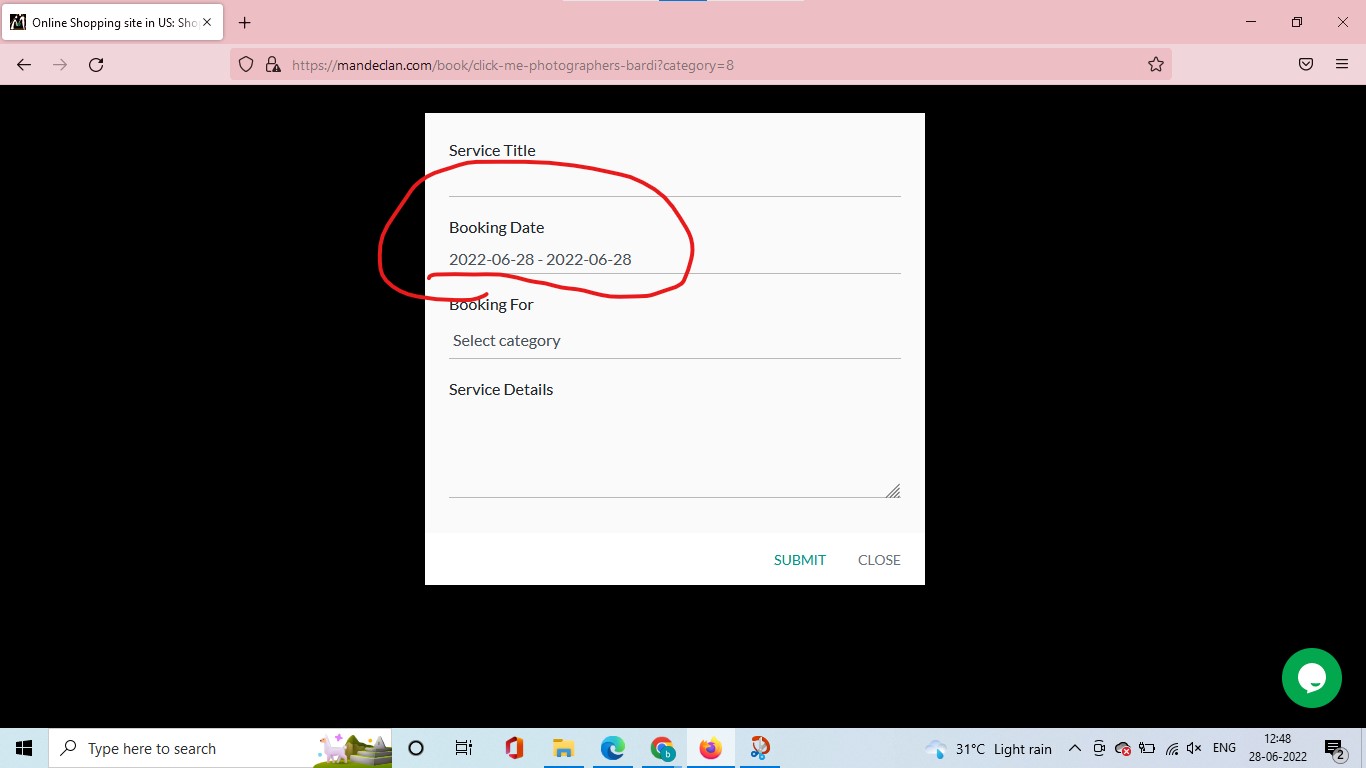 Online Shopping site in US: Sho
https://mandeclan.com/book/click-me-photographers-bardi?category=8
Service Title
Booking Date
2022-06-28 - 2022-06-28
Booking For
Select category
Service Details
SUBMIT CLOSE
Type here to search
31°C Light rain
ENG
12:48
28-06-2022
2